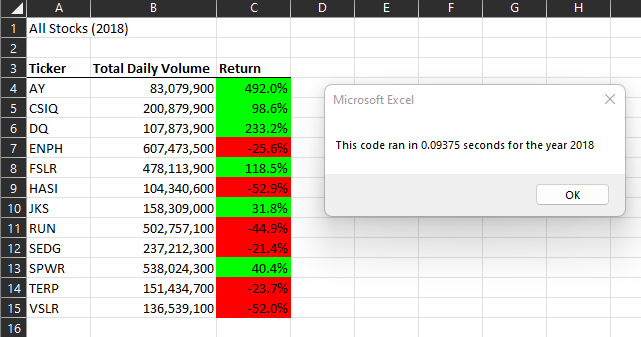 A B C D E F G H
1 All Stocks (2018)
2
3 Ticker Total Daily Volume Return
4 AY 83,079,900 492.0%
5 CSIQ 200,879,900 98.6%
6 DQ 107,873,900 233.2%
7 ENPH 607,473,500 -25.6%
8 FSLR 478,113,900 118.5%
9 HASI 104,340,600 -52.9%
10 JKS 158,309,000 31.8%
11 RUN 502,757,100 -44.9%
12 SEDG 237,212,300 -21.4%
13 SPWR 538,024,300 40.4%
14 TERP 151,434,700 -23.7%
15 VSLR 136,539,100 -52.0%
16
Microsoft Excel
This code ran in 0.09375 seconds for the year 2018
OK